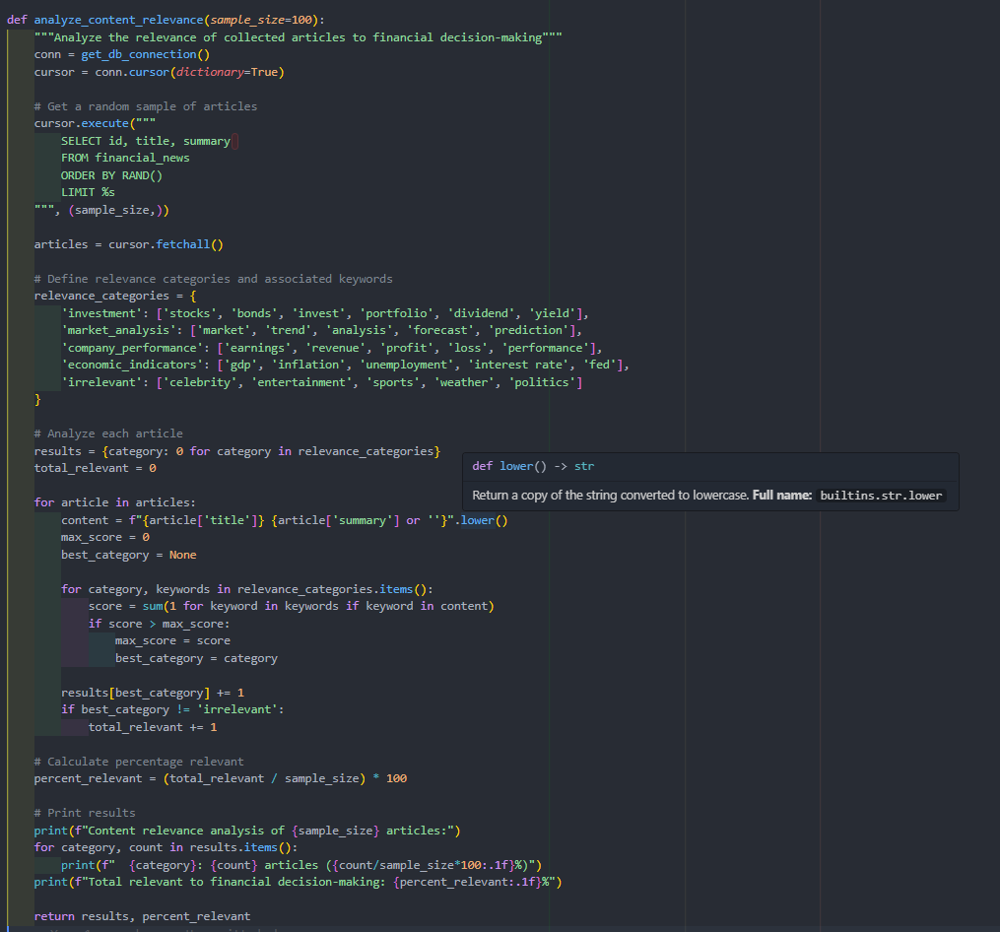 def analyze_content_relevance(sample_size=100):
    """Analyze the relevance of collected articles to financial decision-making"""
    conn = get_db_connection()
    cursor = conn.cursor(dictionary=True)

    # Get a random sample of articles
    cursor.execute("""
        SELECT id, title, summary
        FROM financial_news
        ORDER BY RAND()
        LIMIT %s
    """, (sample_size,))

    articles = cursor.fetchall()

    # Define relevance categories and associated keywords
    relevance_categories = {
        'investment': ['stocks', 'bonds', 'invest', 'portfolio', 'dividend', 'yield'],
        'market_analysis': ['market', 'trend', 'analysis', 'forecast', 'prediction'],
        'company_performance': ['earnings', 'revenue', 'profit', 'loss', 'performance'],
        'economic_indicators': ['gdp', 'inflation', 'unemployment', 'interest rate', 'fed'],
        'irrelevant': ['celebrity', 'entertainment', 'sports', 'weather', 'politics']
    }

    # Analyze each article
    results = {category: 0 for category in relevance_categories}
    total_relevant = 0
def lower() -> str
Return a copy of the string converted to lowercase. Full name: builtins.str.lower

    for article in articles:
        content = f"{article['title']} {article['summary'] or ''}".lower()
        max_score = 0
        best_category = None

        for category, keywords in relevance_categories.items():
            score = sum(1 for keyword in keywords if keyword in content)
            if score > max_score:
                max_score = score
                best_category = category

        results[best_category] += 1
        if best_category != 'irrelevant':
            total_relevant += 1

    # Calculate percentage relevant
    percent_relevant = (total_relevant / sample_size) * 100

    # Print results
    print(f"Content relevance analysis of {sample_size} articles:")
    for category, count in results.items():
        print(f"  {category}: {count} articles ({count/sample_size*100:.1f}%)")
    print(f"Total relevant to financial decision-making: {percent_relevant:.1f}%")

    return results, percent_relevant